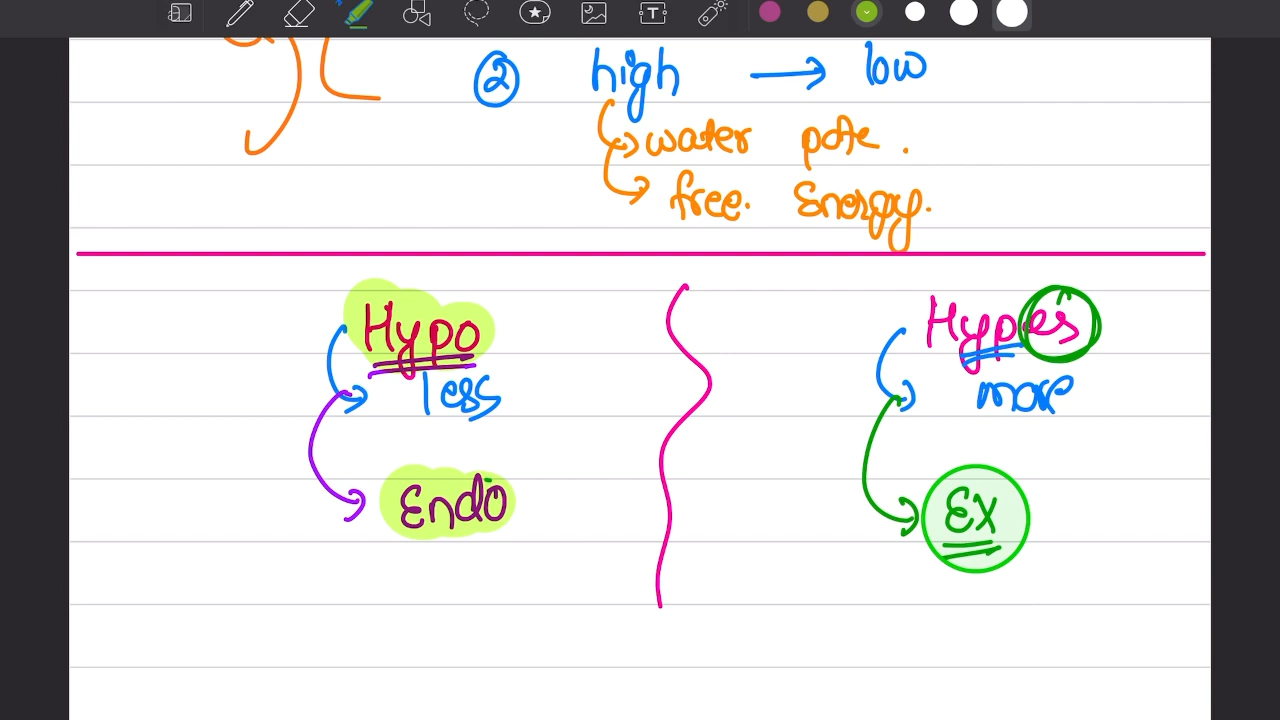 ② high → low
water pote.
free. Energy.
Hypo
less
Endo
Hyper
more
Ex